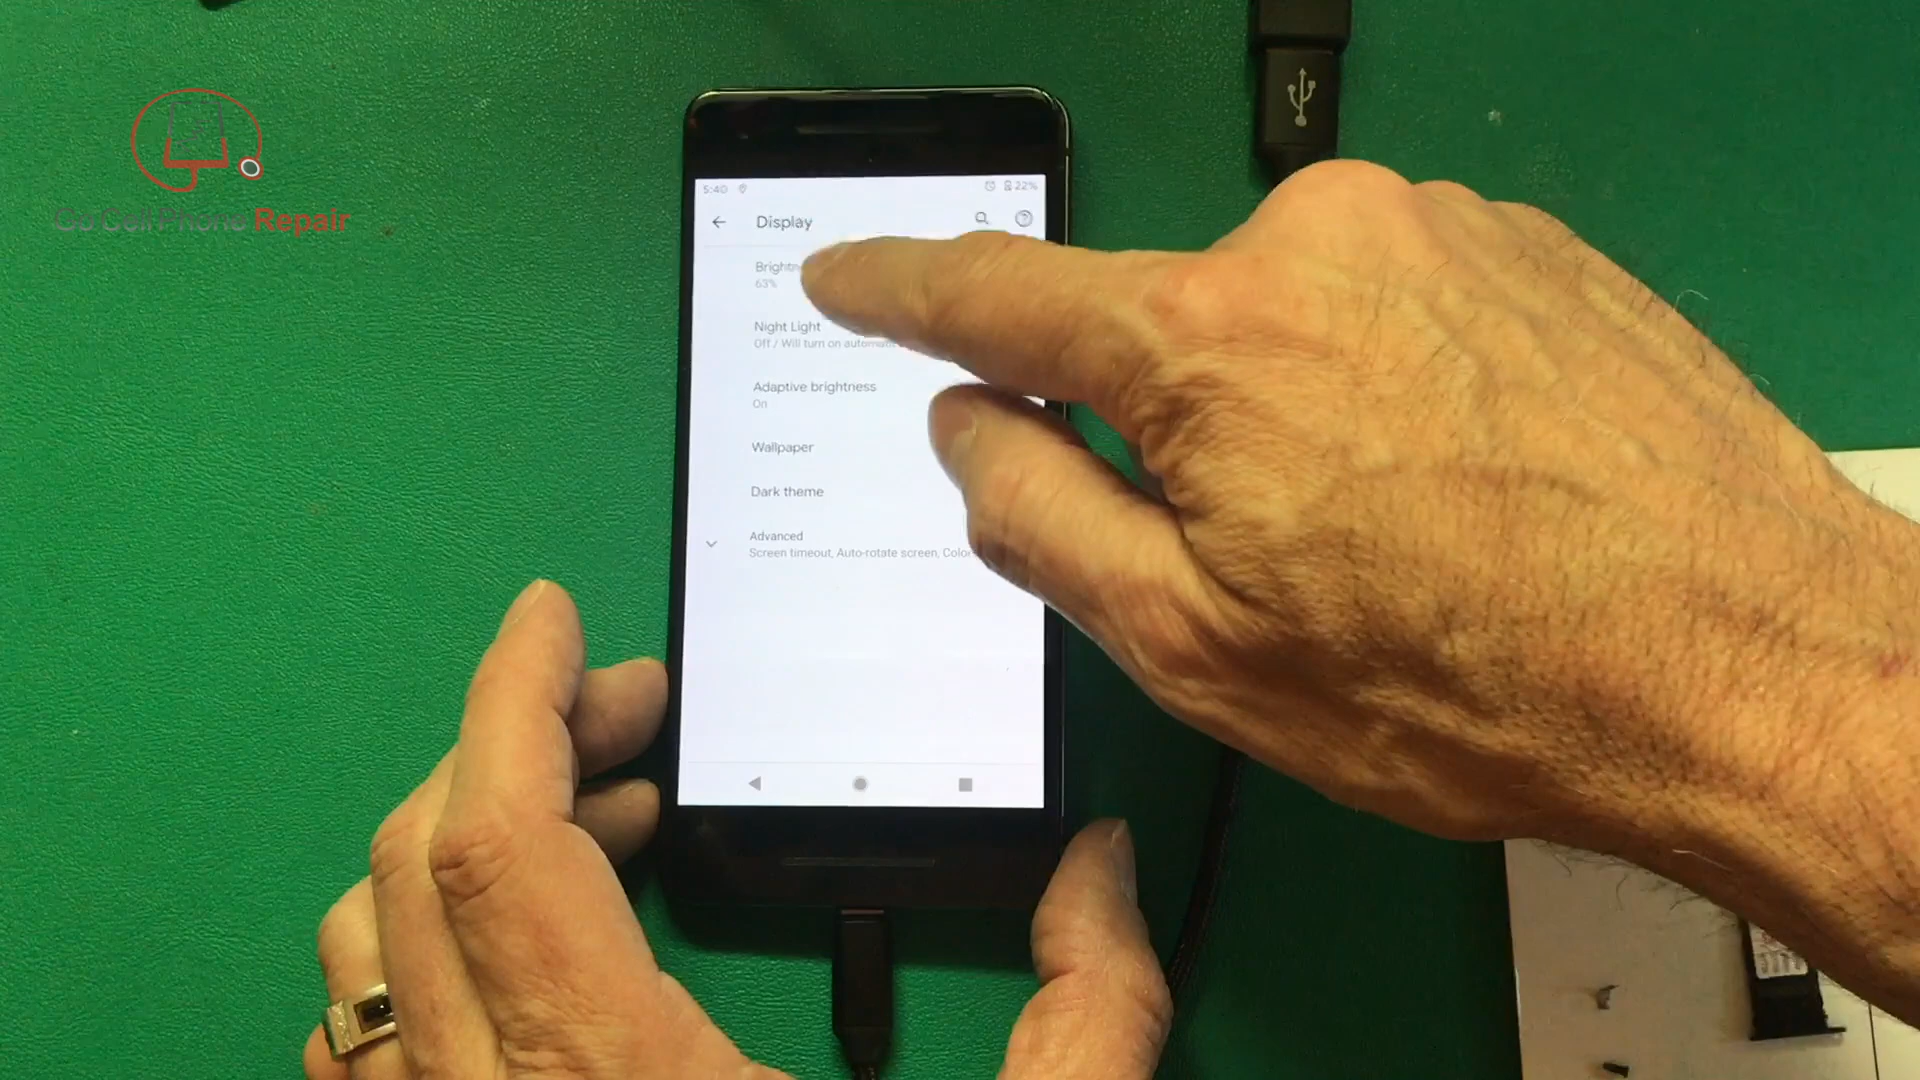 Go Cell Phone Repair
5:40
22%
Display
63%
Night Light
Off / Will turn on
Adaptive brightness
On
Wallpaper
Dark theme
Advanced
Screen timeout, Auto-rotate screen,